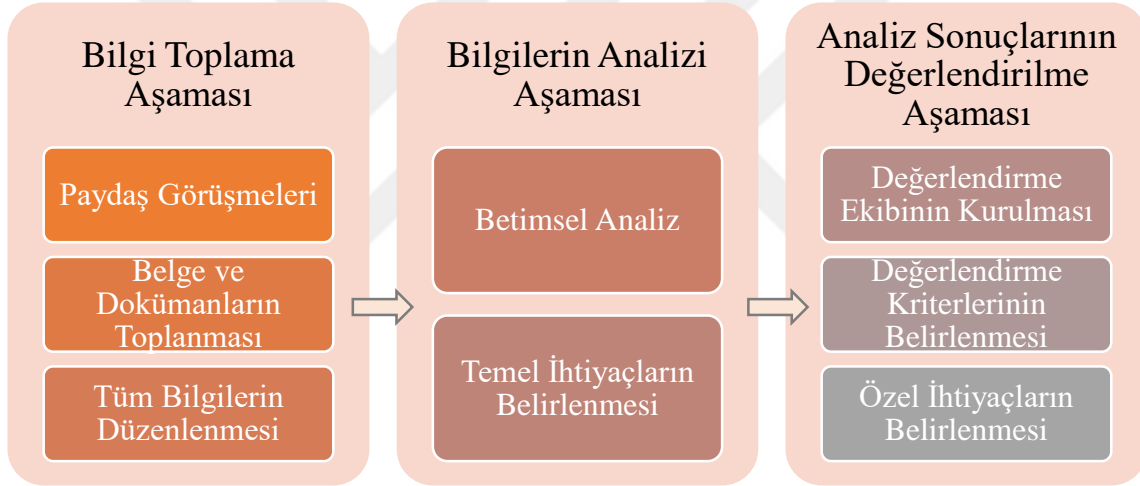 Bilgi Toplama
Aşaması
Paydaş Görüşmeleri
Belge ve
Dokümanların
Toplanması
Tüm Bilgilerin
Düzenlenmesi
Bilgilerin Analizi
Aşaması
Betimsel Analiz
Temel İhtiyaçların
Belirlenmesi
Analiz Sonuçlarının
Değerlendirilme
Aşaması
Değerlendirme
Ekibinin Kurulması
Değerlendirme
Kriterlerinin
Belirlenmesi
Özel İhtiyaçların
Belirlenmesi